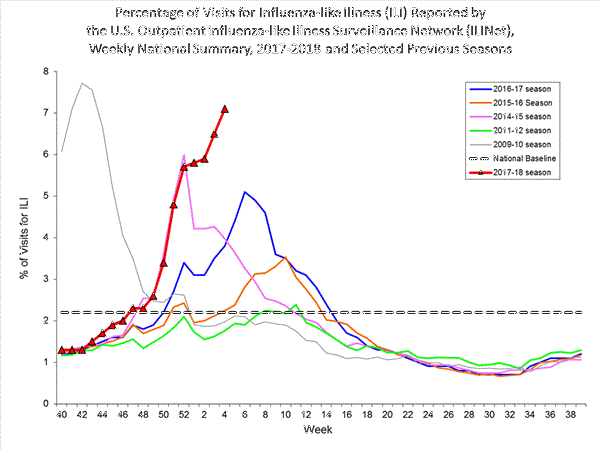 Percentage of Visits for Influenza-like Illness (ILI) Reported by
the U.S. Outpatient Influenza-like Illness Surveillance Network (ILINet),
Weekly National Summary, 2017-2018 and Selected Previous Seasons
8
7
6
5
4
3
2
1
0
% of Visits for ILI
2016-17 season
2015-16 Season
2014-15 season
2011-12 season
2009-10 season
National Baseline
2017-18 season
40 42 44 46 48 50 52 2 4 6 8 10 12 14 16 18 20 22 24 26 28 30 32 34 36 38
Week